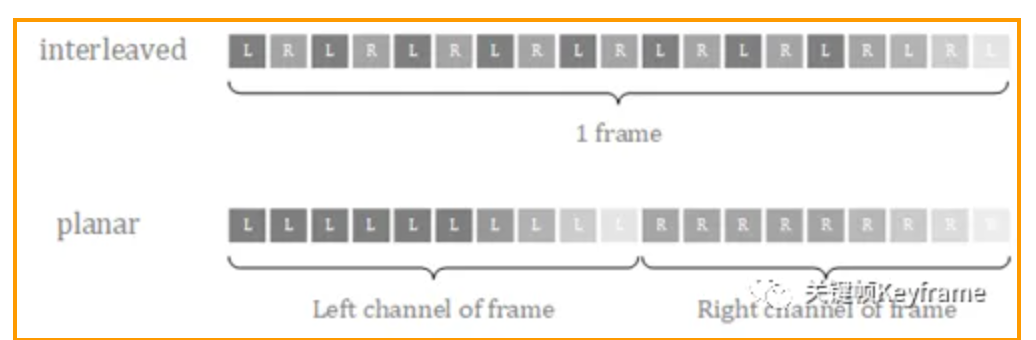 interleaved L R L R L R L R L R L R L R L R L R L
1 frame
planar L L L L L L L L L L R R R R R R R R R
Left channel of frame
Right channel of frame
关键帧Keyframe